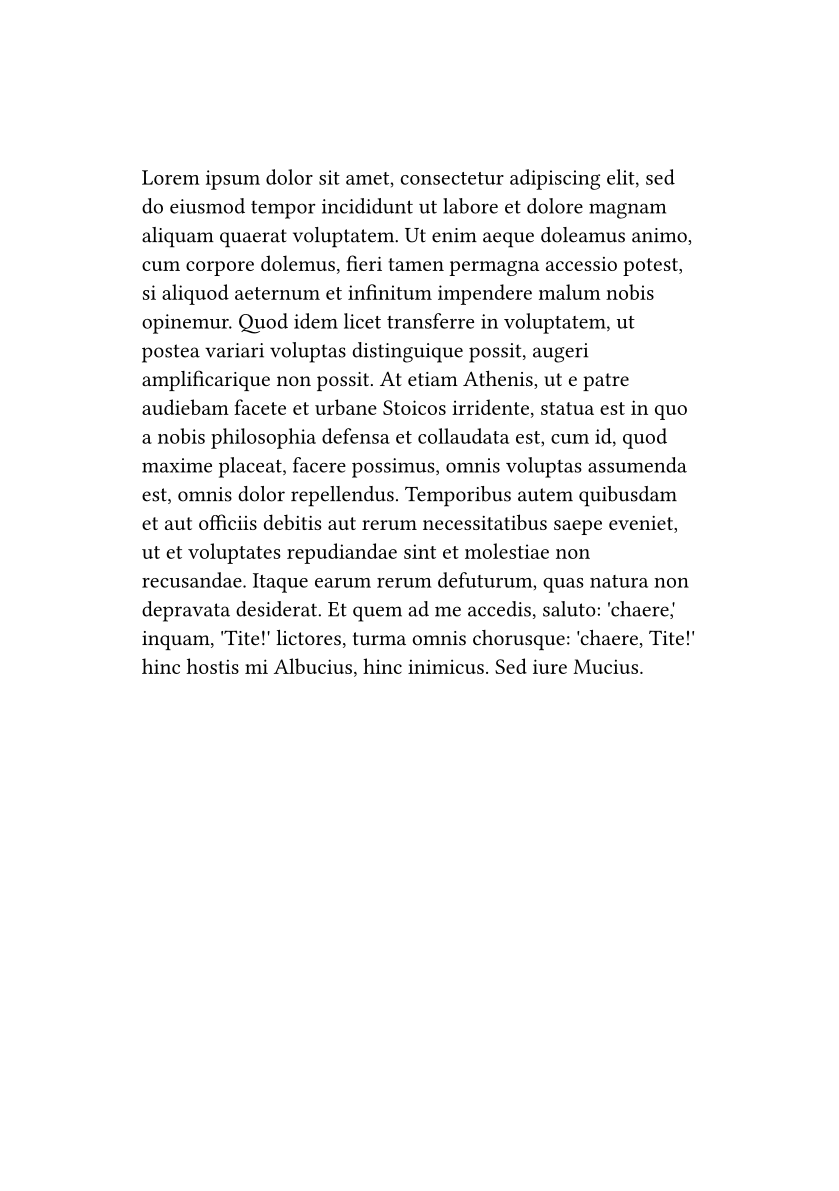 Lorem ipsum dolor sit amet, consectetur adipiscing elit, sed
do eiusmod tempor incididunt ut labore et dolore magnam
aliquam quaerat voluptatem. Ut enim aeque doleamus animo,
cum corpore dolemus, fieri tamen permagna accessio potest,
si aliquod aeternum et infinitum impendere malum nobis
opinemur. Quod idem licet transferre in voluptatem, ut
postea variari voluptas distinguique possit, augeri
amplificarique non possit. At etiam Athenis, ut e patre
audiebam facete et urbane Stoicos irridente, statua est in quo
a nobis philosophia defensa et collaudata est, cum id, quod
maxime placeat, facere possimus, omnis voluptas assumenda
est, omnis dolor repellendus. Temporibus autem quibusdam
et aut officiis debitis aut rerum necessitatibus saepe eveniet,
ut et voluptates repudiandae sint et molestiae non
recusandae. Itaque earum rerum defuturum, quas natura non
depravata desiderat. Et quem ad me accedis, saluto: 'chaere,'
inquam, 'Tite!' lictores, turma omnis chorusque: 'chaere, Tite!'
hinc hostis mi Albucius, hinc inimicus. Sed iure Mucius.